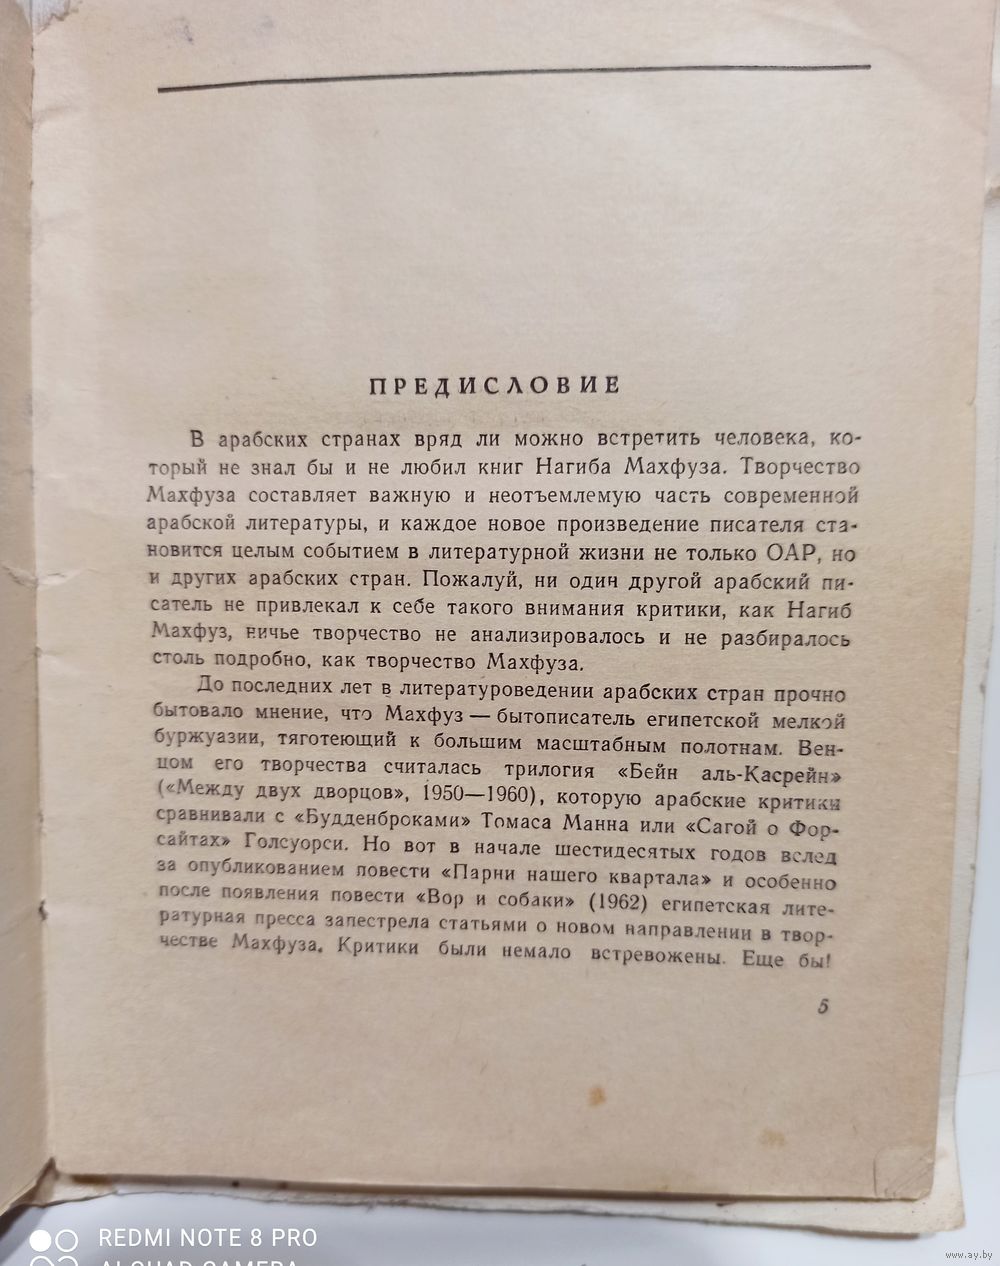 ПРЕДИСЛОВИЕ
В арабских странах вряд ли можно встретить человека, ко-
торый не знал бы и не любил книг Нагиба Махфуза. Творчество
Махфуза составляет важную и неотъемлемую часть современной
арабской литературы, и каждое новое произведение писателя ста-
новится целым событием в литературной жизни не только ОАР, но
и других арабских стран. Пожалуй, ни один другой арабский пи-
сатель не привлекал к себе такого внимания критики, как Нагиб
Махфуз, ничье творчество не анализировалось и не разбиралось
столь подробно, как творчество Махфуза.
До последних лет в литературоведении арабских стран прочно
бытовало мнение, что Махфуз — бытописатель египетской мелкой
буржуазии, тяготеющий к большим масштабным полотнам. Вен-
цом его творчества считалась трилогия «Бейн аль-Касрейн»
(«Между двух дворцов», 1950—1960), которую арабские критики
сравнивали с «Будденброками» Томаса Манна или «Сагой о Фор-
сайтах» Голсуорси. Но вот в начале шестидесятых годов вслед
за опубликованием повести «Парни нашего квартала» и особенно
после появления повести «Вор и собаки» (1962) египетская лите-
ратурная пресса запестрела статьями о новом направлении в твор-
честве Махфуза. Критики были немало встревожены. Еще бы!
5
REDMI NOTE 8 PRO
AI QUAD CAMERA
www.ay.by